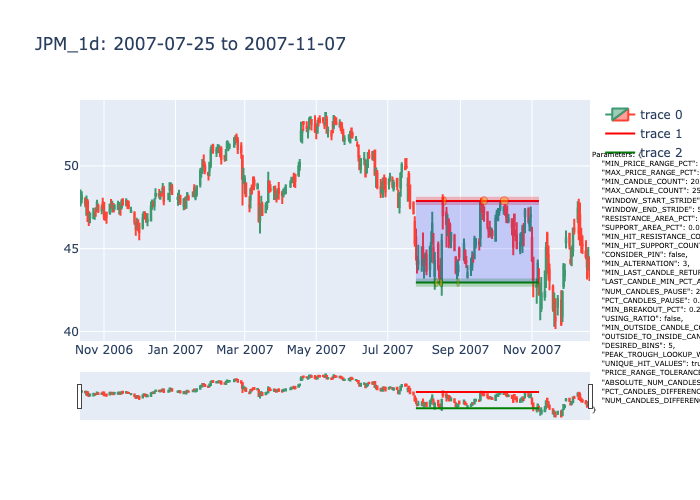 JPM_1d: 2007-07-25 to 2007-11-07
trace 0
trace 1
trace 2
Parameters: {
"MIN_PRICE_RANGE_PCT":
"MAX_PRICE_RANGE_PCT":
"MIN_CANDLE_COUNT": 20
"MAX_CANDLE_COUNT": 25
"WINDOW_START_STRIDE"
"WINDOW_END_STRIDE": 5
"RESISTANCE_AREA_PCT":
"SUPPORT_AREA_PCT": 0.0
"MIN_HIT_RESISTANCE_CO
"MIN_HIT_SUPPORT_COUNT
"CONSIDER_PIN": false,
"MIN_ALTERNATION": 3,
"MIN_LAST_CANDLE_RETUR
"LAST_CANDLE_MIN_PCT_A
"NUM_CANDLES_PAUSE": 2
"PCT_CANDLES_PAUSE": 0.
"MIN_BREAKOUT_PCT": 0.2
"USING_RATIO": false,
"MIN_OUTSIDE_CANDLE_CO
"OUTSIDE_TO_INSIDE_CAN
"DESIRED_BINS": 5,
"PEAK_TROUGH_LOOKUP_W
"UNIQUE_HIT_VALUES": tru
"PRICE_RANGE_TOLERANC
"ABSOLUTE_NUM_CANDLES
"PCT_CANDLES_DIFFERENC
"NUM_CANDLES_DIFFERENC
}
50
45
40
Nov 2006
Jan 2007
Mar 2007
May 2007
Jul 2007
Sep 2007
Nov 2007